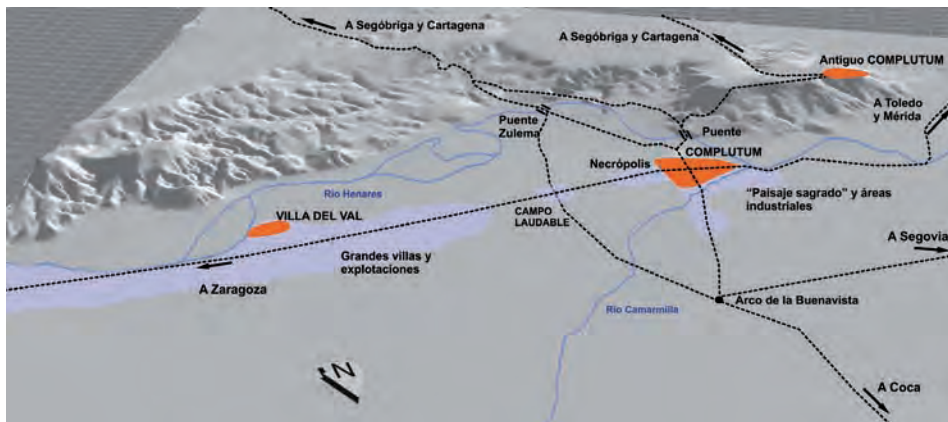 A Segóbriga y Cartagena
A Segóbriga y Cartagena
Antiguo COMPLUTUM
A Toledo
y Mérida
Puente
Zulema
Puente
COMPLUTUM
Necrópolis
Río Henares
"Paisaje sagrado" y áreas
industriales
VILLA DEL VAL
CAMPO
LAUDABLE
A Segovia
Grandes villas y
explotaciones
A Zaragoza
Arco de la Buenavista
Río Camarmilla
N
A Coca